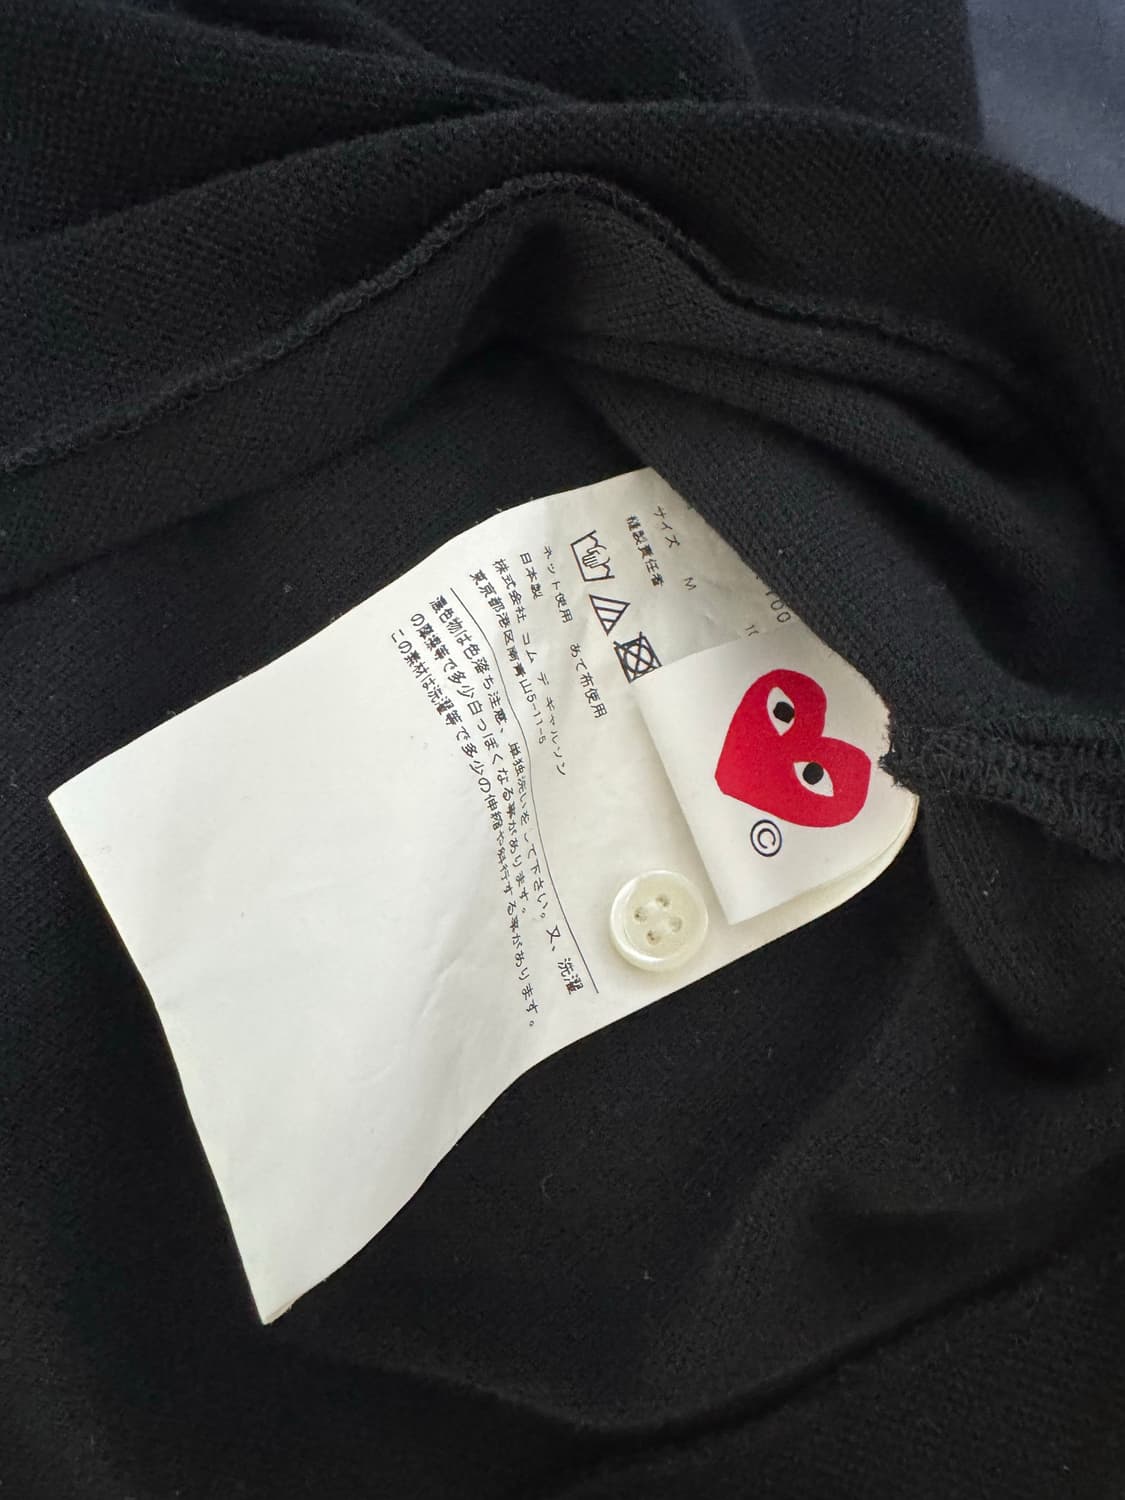 サイズ M
縫製責任者
100
ネット使用 あて布使用
日本製
株式会社 コム デ ギャルソン
東京都港区南青山5-11-5
濃色物は色落ち注意、単独洗いをして下さい。又、洗濯
の摩擦等で多少白っぽくなる事があります。
この素材は洗濯等で多少の伸縮や斜行する事があります。
©